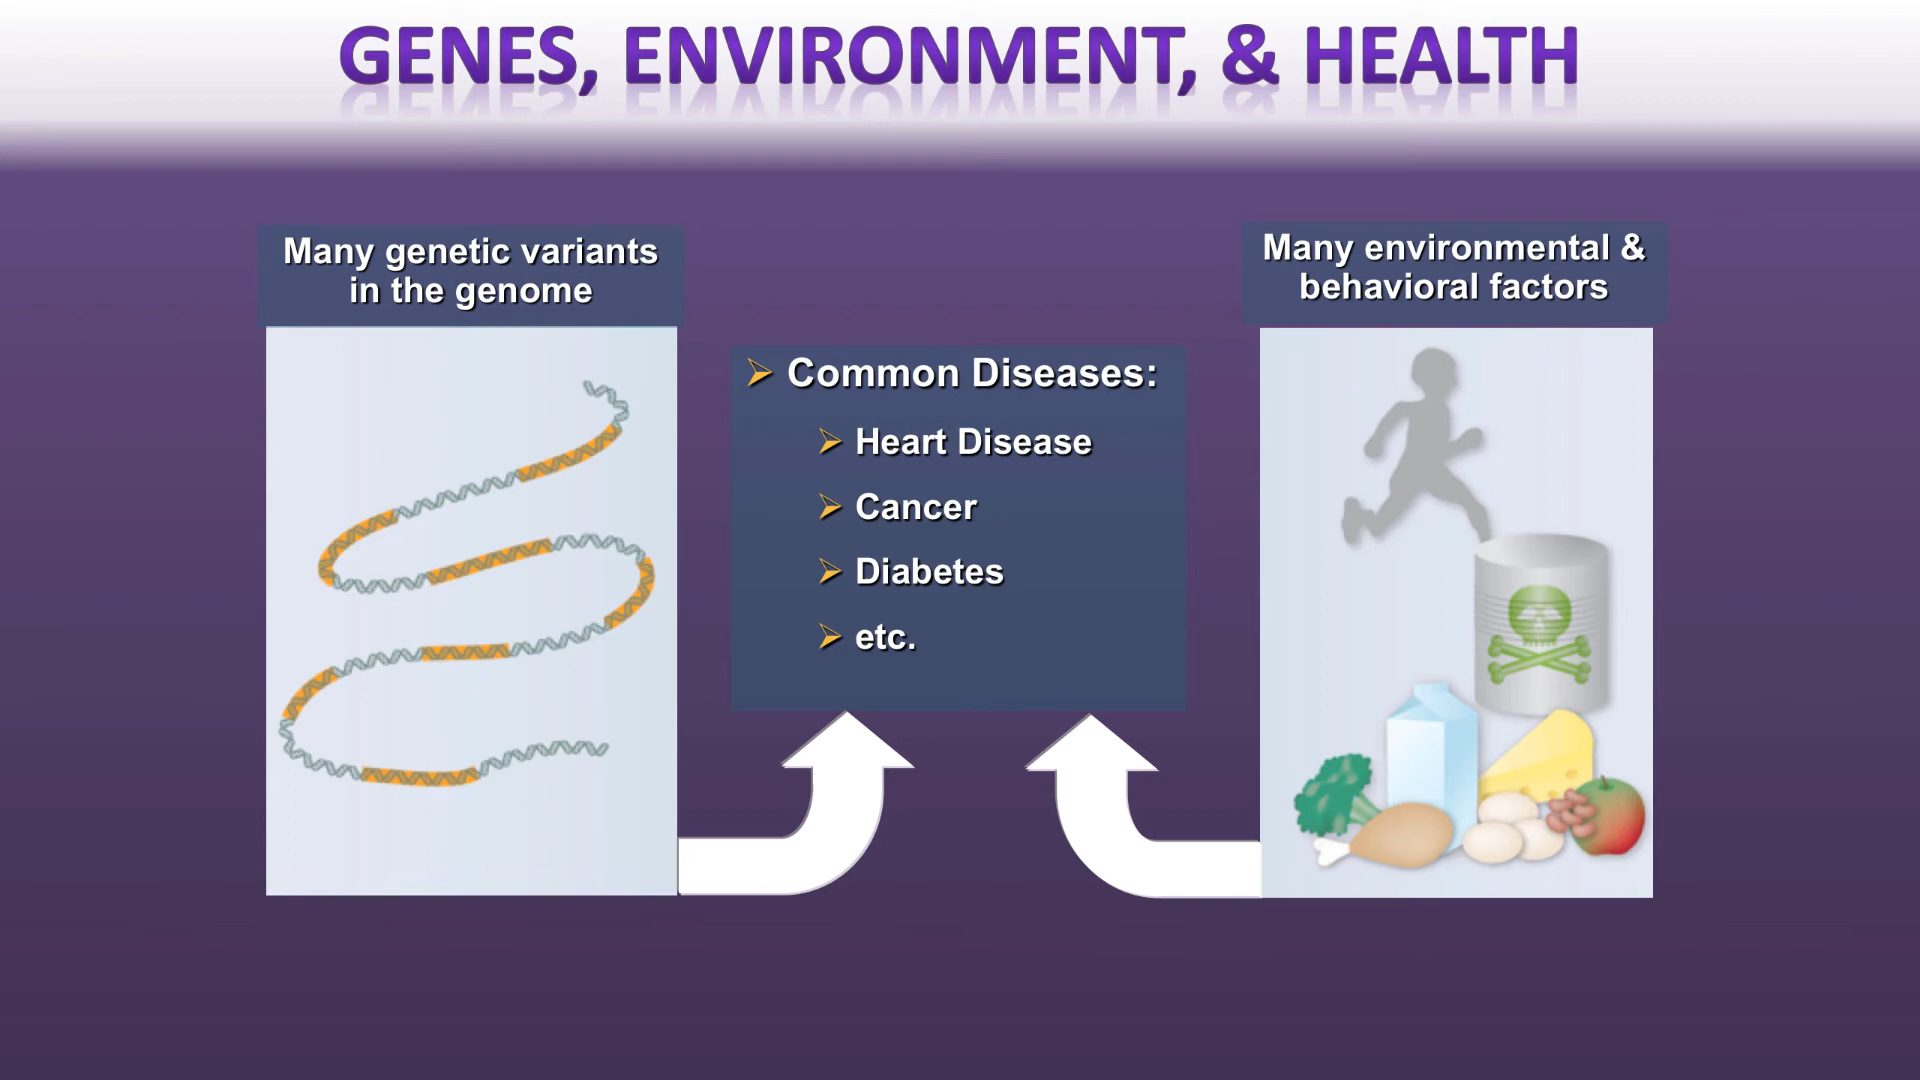 GENES, ENVIRONMENT, & HEALTH
Many genetic variants
in the genome
Many environmental &
behavioral factors
Common Diseases:
Heart Disease
Cancer
Diabetes
etc.